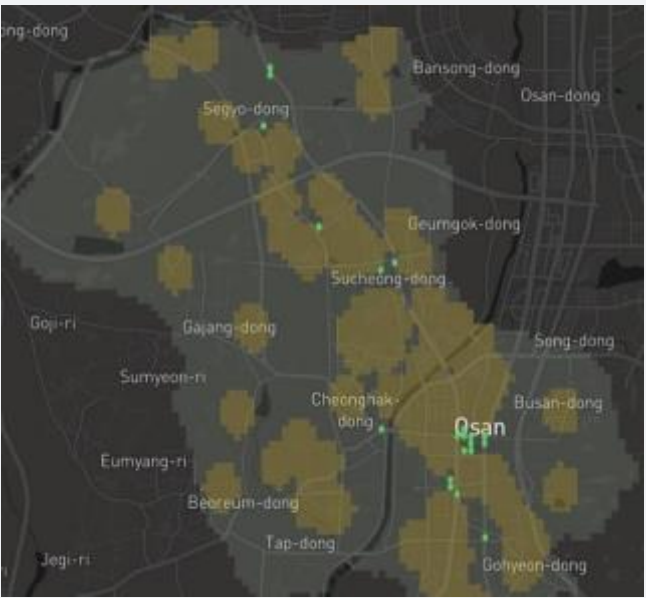 ong-dong
Bansong-dong
Osan-dong
Segyo-dong
Geumgok-dong
Sucheong-dong
Goji-ri
Gajang-dong
Song-dong
Sumyeon-ri
Cheonghak-
dong
Busan-dong
Osan
Eumyang-ri
Beoreum-dong
Tap-dong
Jegi-ri
Gohyeon-dong